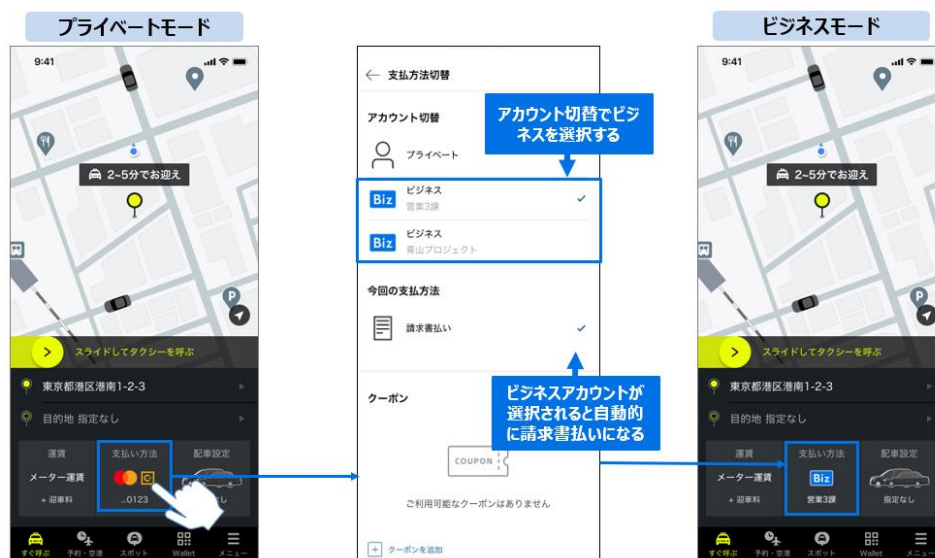 プライベートモード
9:41
2~5分でお迎え
P
スライドしてタクシーを呼ぶ
東京都港区港南1-2-3
目的地 指定なし
運賃
支払い方法
配車設定
メーター運賃
+ 迎車料
...0123
なし
すぐ呼ぶ
予約・空港
スポット
Wallet
メニュー
← 支払方法切替
アカウント切替
アカウント切替でビジ
ネスを選択する
プライベート
Biz
ビジネス
営業3課
Biz
ビジネス
青山プロジェクト
今回の支払方法
請求書払い
ビジネスアカウントが
選択されると自動的
に請求書払いになる
クーポン
COUPON
ご利用可能なクーポンはありません
+ クーポンを追加
ビジネスモード
9:41
2~5分でお迎え
P
スライドしてタクシーを呼ぶ
東京都港区港南1-2-3
目的地 指定なし
運賃
支払い方法
配車設定
メーター運賃
Biz
+ 迎車料
営業3課
指定なし
すぐ呼ぶ
予約・空港
スポット
Wallet
メニュー